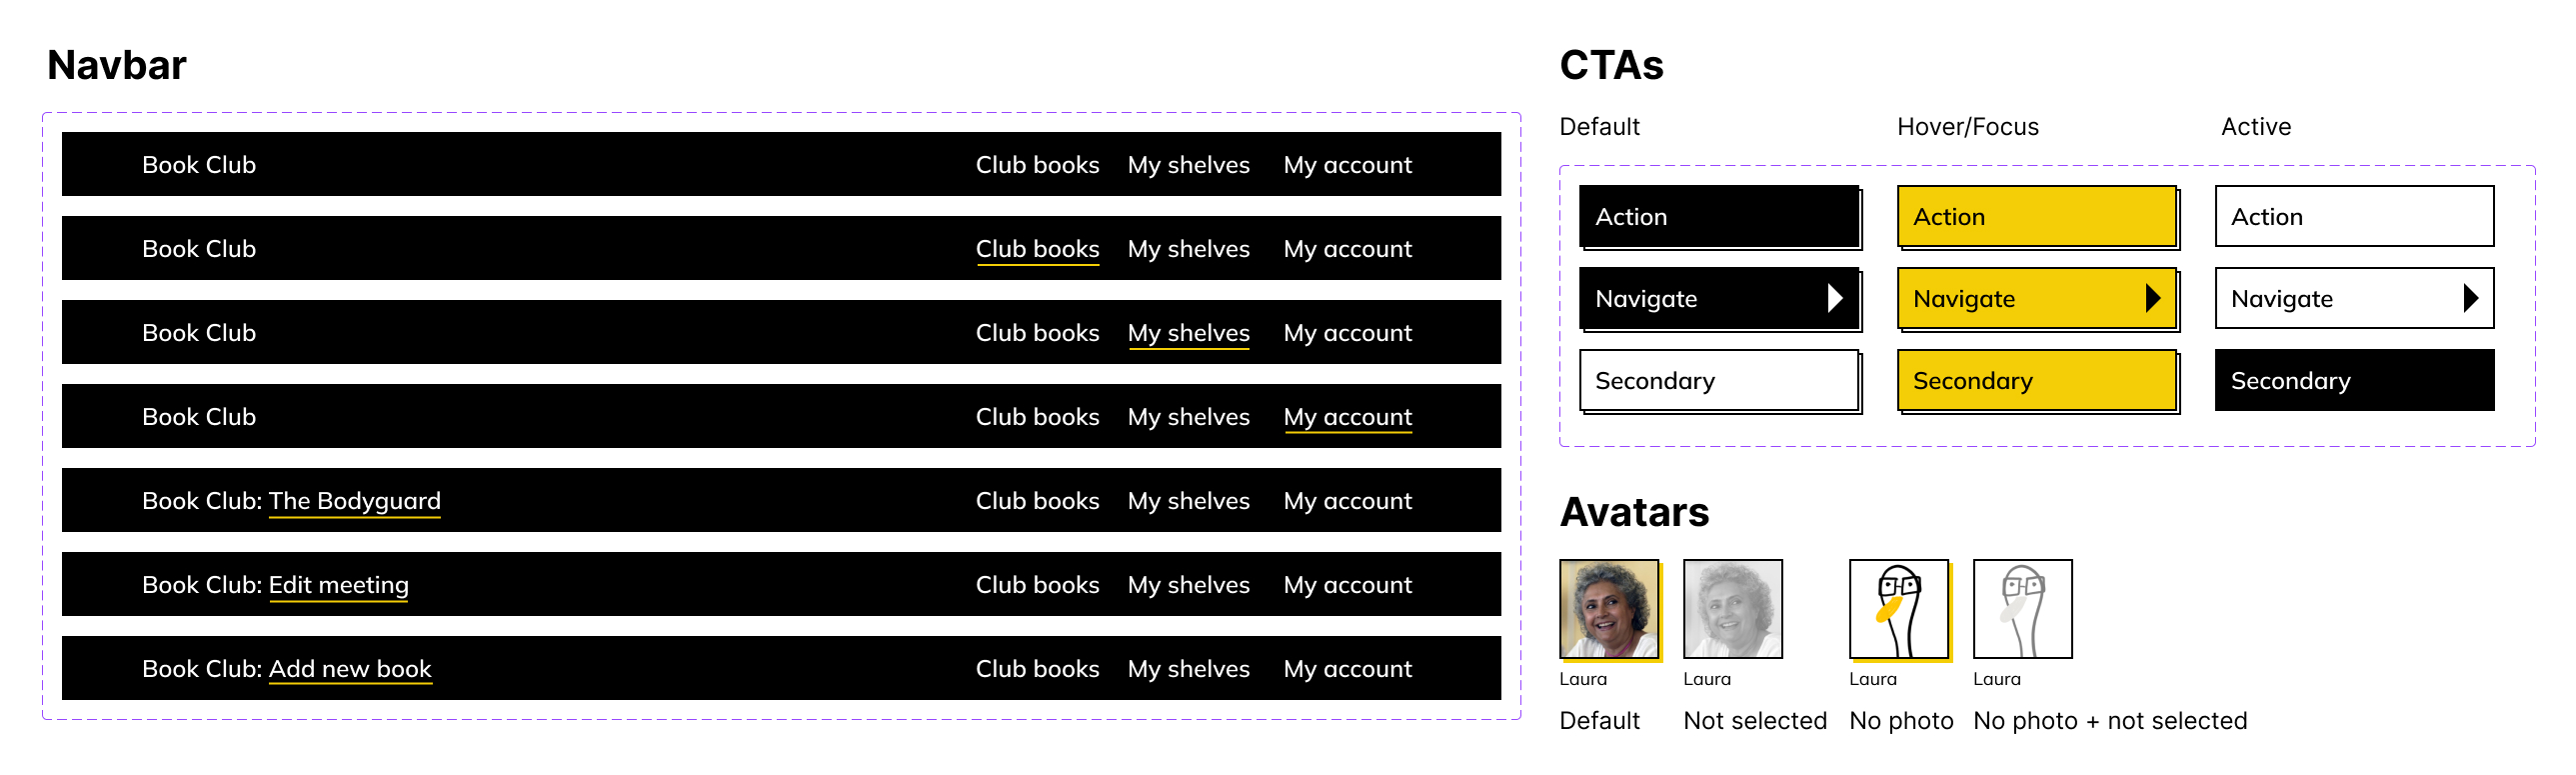 Navbar
Book Club Club books My shelves My account
Book Club Club books My shelves My account
Book Club Club books My shelves My account
Book Club Club books My shelves My account
Book Club: The Bodyguard Club books My shelves My account
Book Club: Edit meeting Club books My shelves My account
Book Club: Add new book Club books My shelves My account
CTAs
Default Hover/Focus Active
Action Action Action
Navigate Navigate Navigate
Secondary Secondary Secondary
Avatars
Laura Laura Laura Laura
Default Not selected No photo No photo + not selected